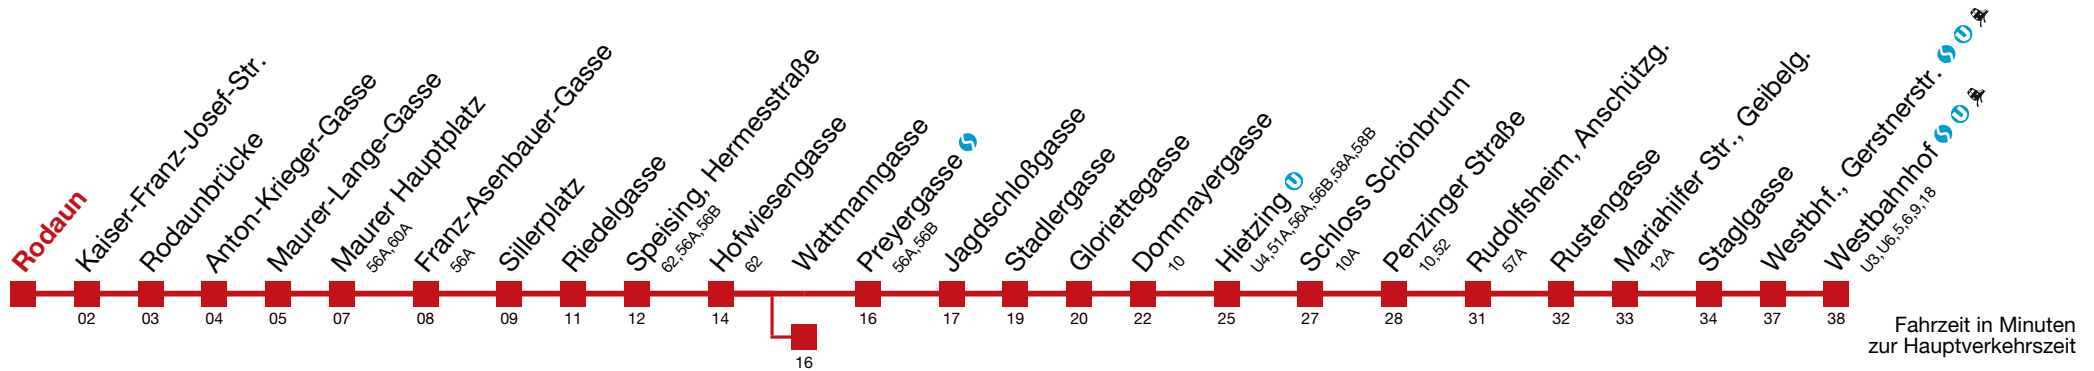 Rodaun
Kaiser-Franz-Josef-Str.
Rodaunbrücke
Anton-Krieger-Gasse
Maurer-Lange-Gasse
Maurer Hauptplatz
56A,60A
Franz-Asenbauer-Gasse
56A
Sillerplatz
Riedelgasse
Speising, Hermesstraße
62,56A,56B
Hofwiesengasse
62
Wattmanngasse
Preyergasse
56A,56B
Jagdschloßgasse
Stadlergasse
Gloriettegasse
Dommayergasse
10
Hietzing U
U4,51A,56A,56B,58A,58B
Schloss Schönbrunn
10A
Penzinger Straße
10,52
Rudolfsheim, Anschützg.
57A
Rustengasse
Mariahilfer Str., Geibelg.
12A
Staglgasse
Westbhf., Gerstnerstr. S U
Westbahnhof S U
U3,U6,5,6,9,18
02 03 04 05 07 08 09 11 12 14 16 17 19 20 22 25 27 28 31 32 33 34 37 38
16
Fahrzeit in Minuten
zur Hauptverkehrszeit